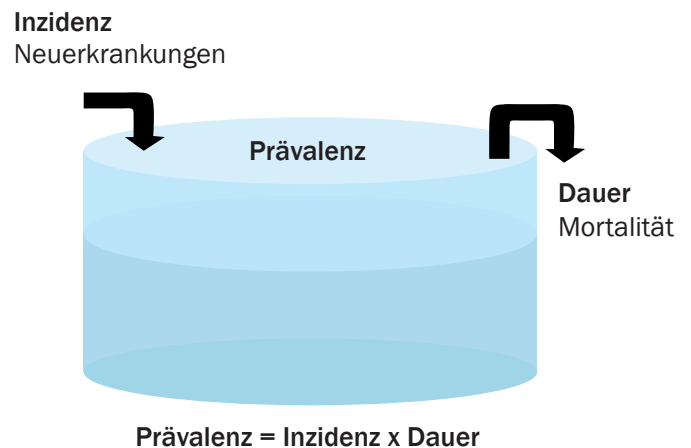 Inzidenz
Neuerkrankungen
Prävalenz
Dauer
Mortalität
Prävalenz = Inzidenz x Dauer